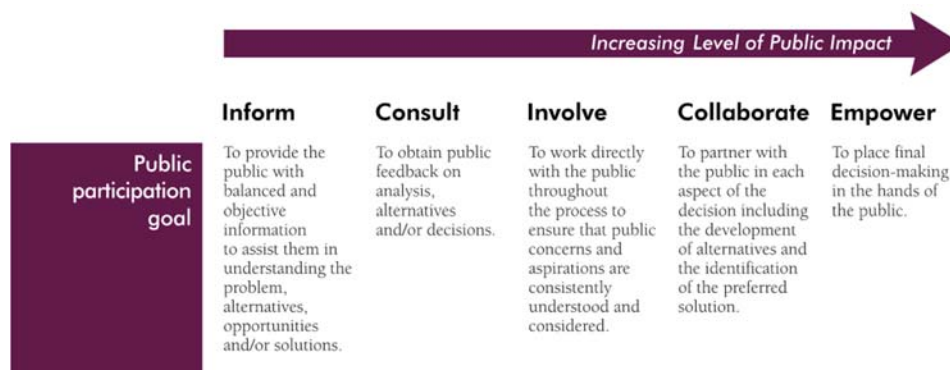 Increasing Level of Public Impact
Inform
Consult
Involve
Collaborate
Empower
Public
participation
goal
To provide the
public with
balanced and
objective
information
to assist them in
understanding the
problem,
alternatives,
opportunities
and/or solutions.
To obtain public
feedback on
analysis,
alternatives
and/or decisions.
To work directly
with the public
throughout
the process to
ensure that public
concerns and
aspirations are
consistently
understood and
considered.
To partner with
the public in each
aspect of the
decision including
the development
of alternatives and
the identification
of the preferred
solution.
To place final
decision-making
in the hands of
the public.